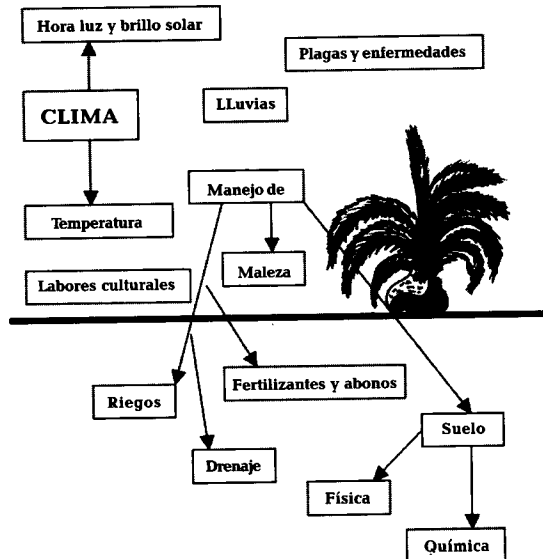 Hora luz y brillo solar
Plagas y enfermedades
CLIMA
LLuvias
Manejo de
Temperatura
Maleza
Labores culturales
Fertilizantes y abonos
Riegos
Suelo
Drenaje
Física
Química